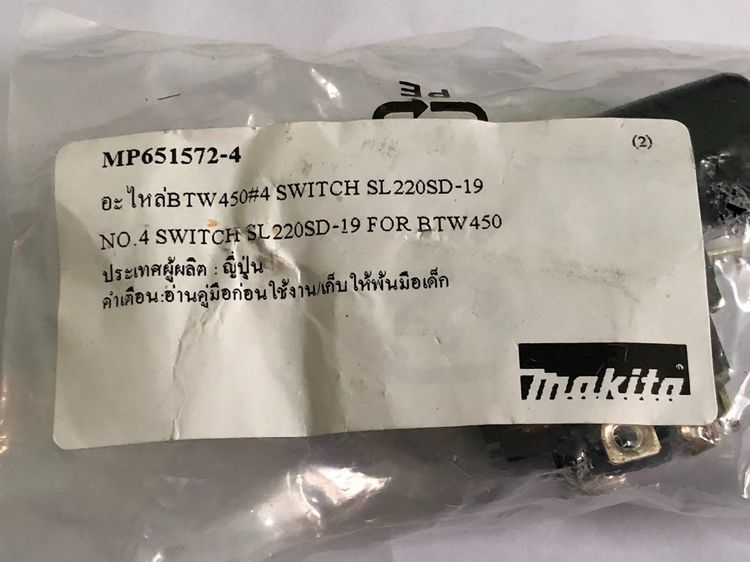 PE
MP651572-4
(2)
อะไหล่BTW450#4 SWITCH SL220SD-19
NO.4 SWITCH SL220SD-19 FOR BTW450
ประเทศผู้ผลิต : ญี่ปุ่น
คำเตือน:อ่านคู่มือก่อนใช้งาน/เก็บให้พ้นมือเด็ก
makita